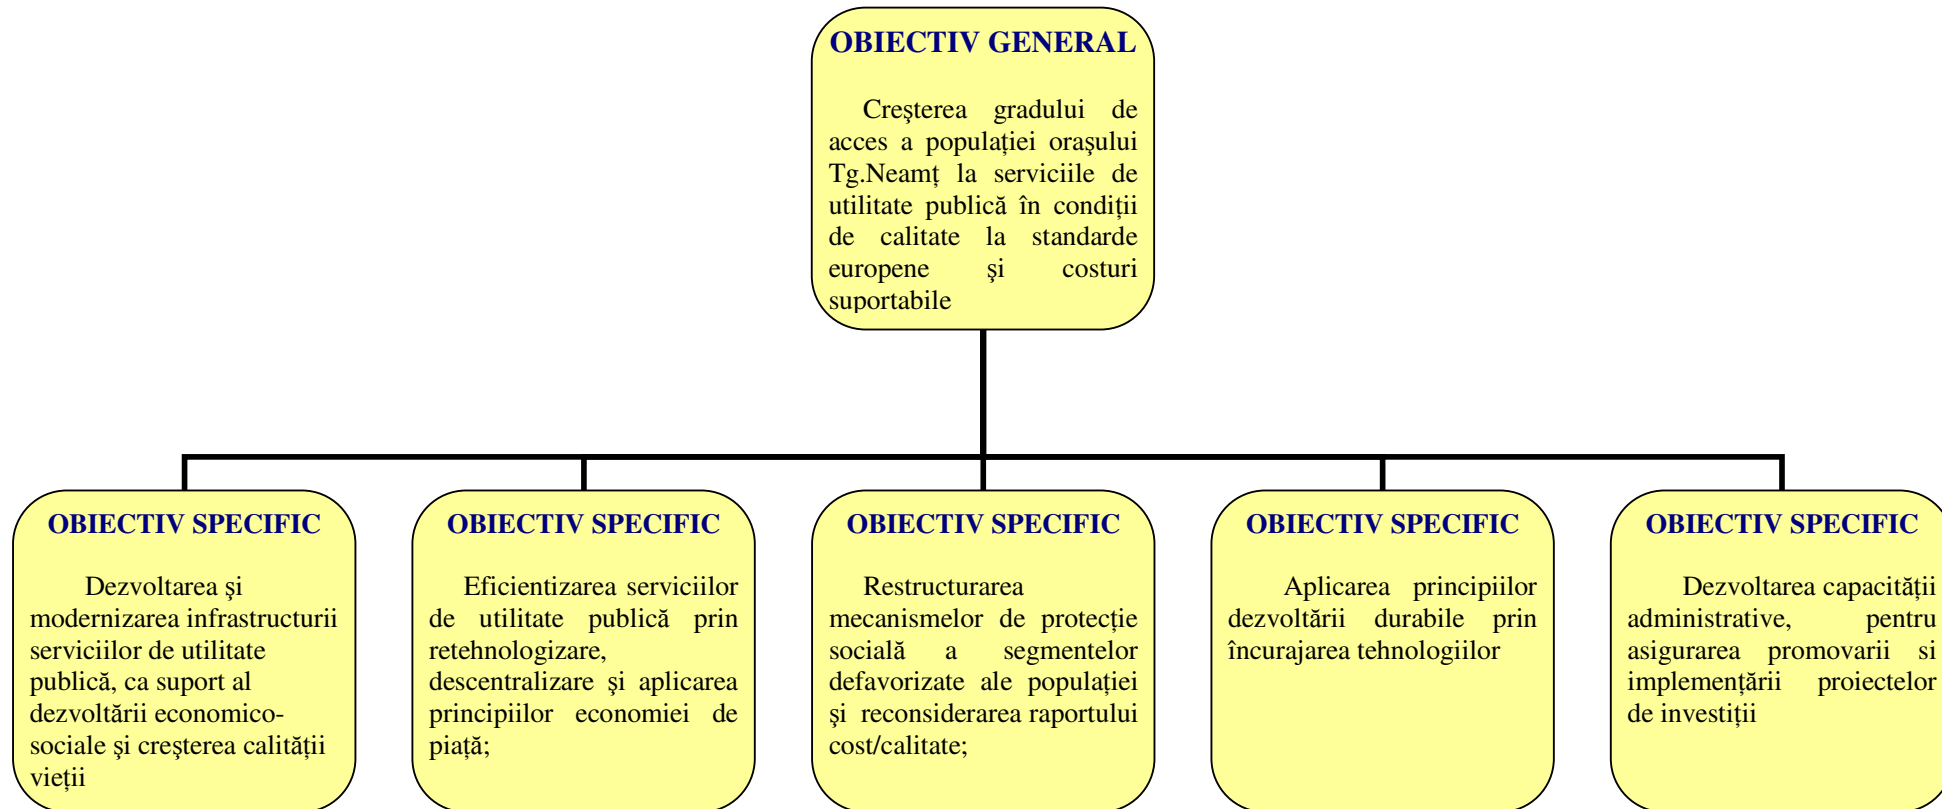 OBIECTIV GENERAL
Creşterea gradului de
acces a populaţiei oraşului
Tg.Neamţ la serviciile de
utilitate publică în condiţii
de calitate la standarde
europene şi costuri
suportabile
OBIECTIV SPECIFIC
Dezvoltarea şi
modernizarea infrastructurii
serviciilor de utilitate
publică, ca suport al
dezvoltării economico-
sociale şi creşterea calităţii
vieţii
OBIECTIV SPECIFIC
Eficientizarea serviciilor
de utilitate publică prin
retehnologizare,
descentralizare şi aplicarea
principiilor economiei de
piaţă;
OBIECTIV SPECIFIC
Restructurarea
mecanismelor de protecţie
socială a segmentelor
defavorizate ale populaţiei
şi reconsiderarea raportului
cost/calitate;
OBIECTIV SPECIFIC
Aplicarea principiilor
dezvoltării durabile prin
încurajarea tehnologiilor
OBIECTIV SPECIFIC
Dezvoltarea capacităţii
administrative, pentru
asigurarea promovarii si
implemenţării proiectelor
de investiţii